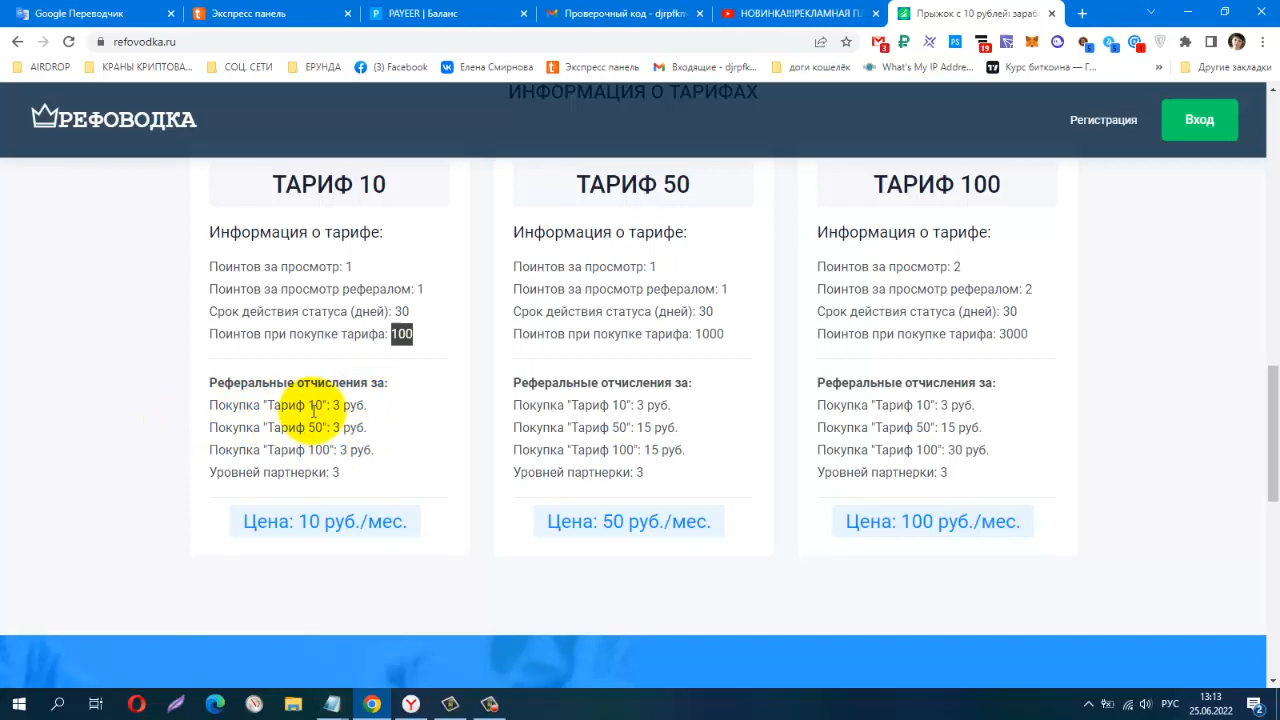 Google Переводчик
Экспресс панель
PAYEER | Баланс
Проверочный код - djrpfkm
НОВИНКА!!!РЕКЛАМНАЯ ПЛ
Прыжок с 10 рублей: зараб
refovodka.ru
3
19
5
5
1
AIRDROP
КРАНЫ КРИПТОВА...
СОЦ. СЕТИ
ЕРУНДА
(3) Facebook
Елена Смирнова
Экспресс панель
Входящие - djrpfk...
доги кошелёк
What's My IP Addre...
Курс биткоина — Г...
»
Другие закладки
ИНФОРМАЦИЯ О ТАРИФАХ
РЕФОВОДКА
Регистрация
Вход
ТАРИФ 10
Информация о тарифе:
Поинтов за просмотр: 1
Поинтов за просмотр рефералом: 1
Срок действия статуса (дней): 30
Поинтов при покупке тарифа: 100
Реферальные отчисления за:
Покупка "Тариф 10": 3 руб.
Покупка "Тариф 50": 3 руб.
Покупка "Тариф 100": 3 руб.
Уровней партнерки: 3
Цена: 10 руб./мес.
ТАРИФ 50
Информация о тарифе:
Поинтов за просмотр: 1
Поинтов за просмотр рефералом: 1
Срок действия статуса (дней): 30
Поинтов при покупке тарифа: 1000
Реферальные отчисления за:
Покупка "Тариф 10": 3 руб.
Покупка "Тариф 50": 15 руб.
Покупка "Тариф 100": 15 руб.
Уровней партнерки: 3
Цена: 50 руб./мес.
ТАРИФ 100
Информация о тарифе:
Поинтов за просмотр: 2
Поинтов за просмотр рефералом: 2
Срок действия статуса (дней): 30
Поинтов при покупке тарифа: 3000
Реферальные отчисления за:
Покупка "Тариф 10": 3 руб.
Покупка "Тариф 50": 15 руб.
Покупка "Тариф 100": 30 руб.
Уровней партнерки: 3
Цена: 100 руб./мес.
РУС
13:13
25.06.2022
2